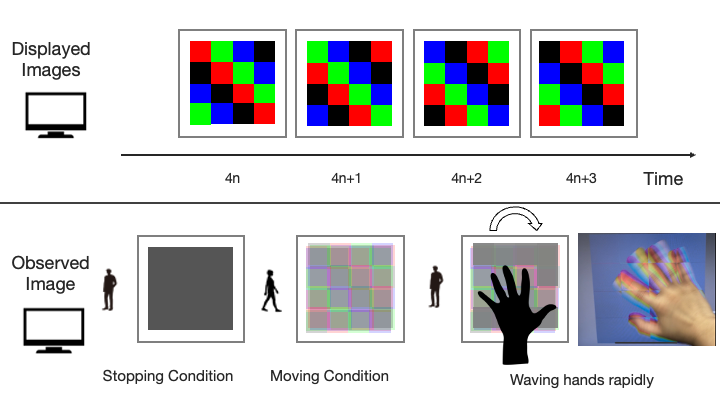 Displayed
Images
4n
4n+1
4n+2
4n+3
Time
Observed
Image
Stopping Condition
Moving Condition
Waving hands rapidly